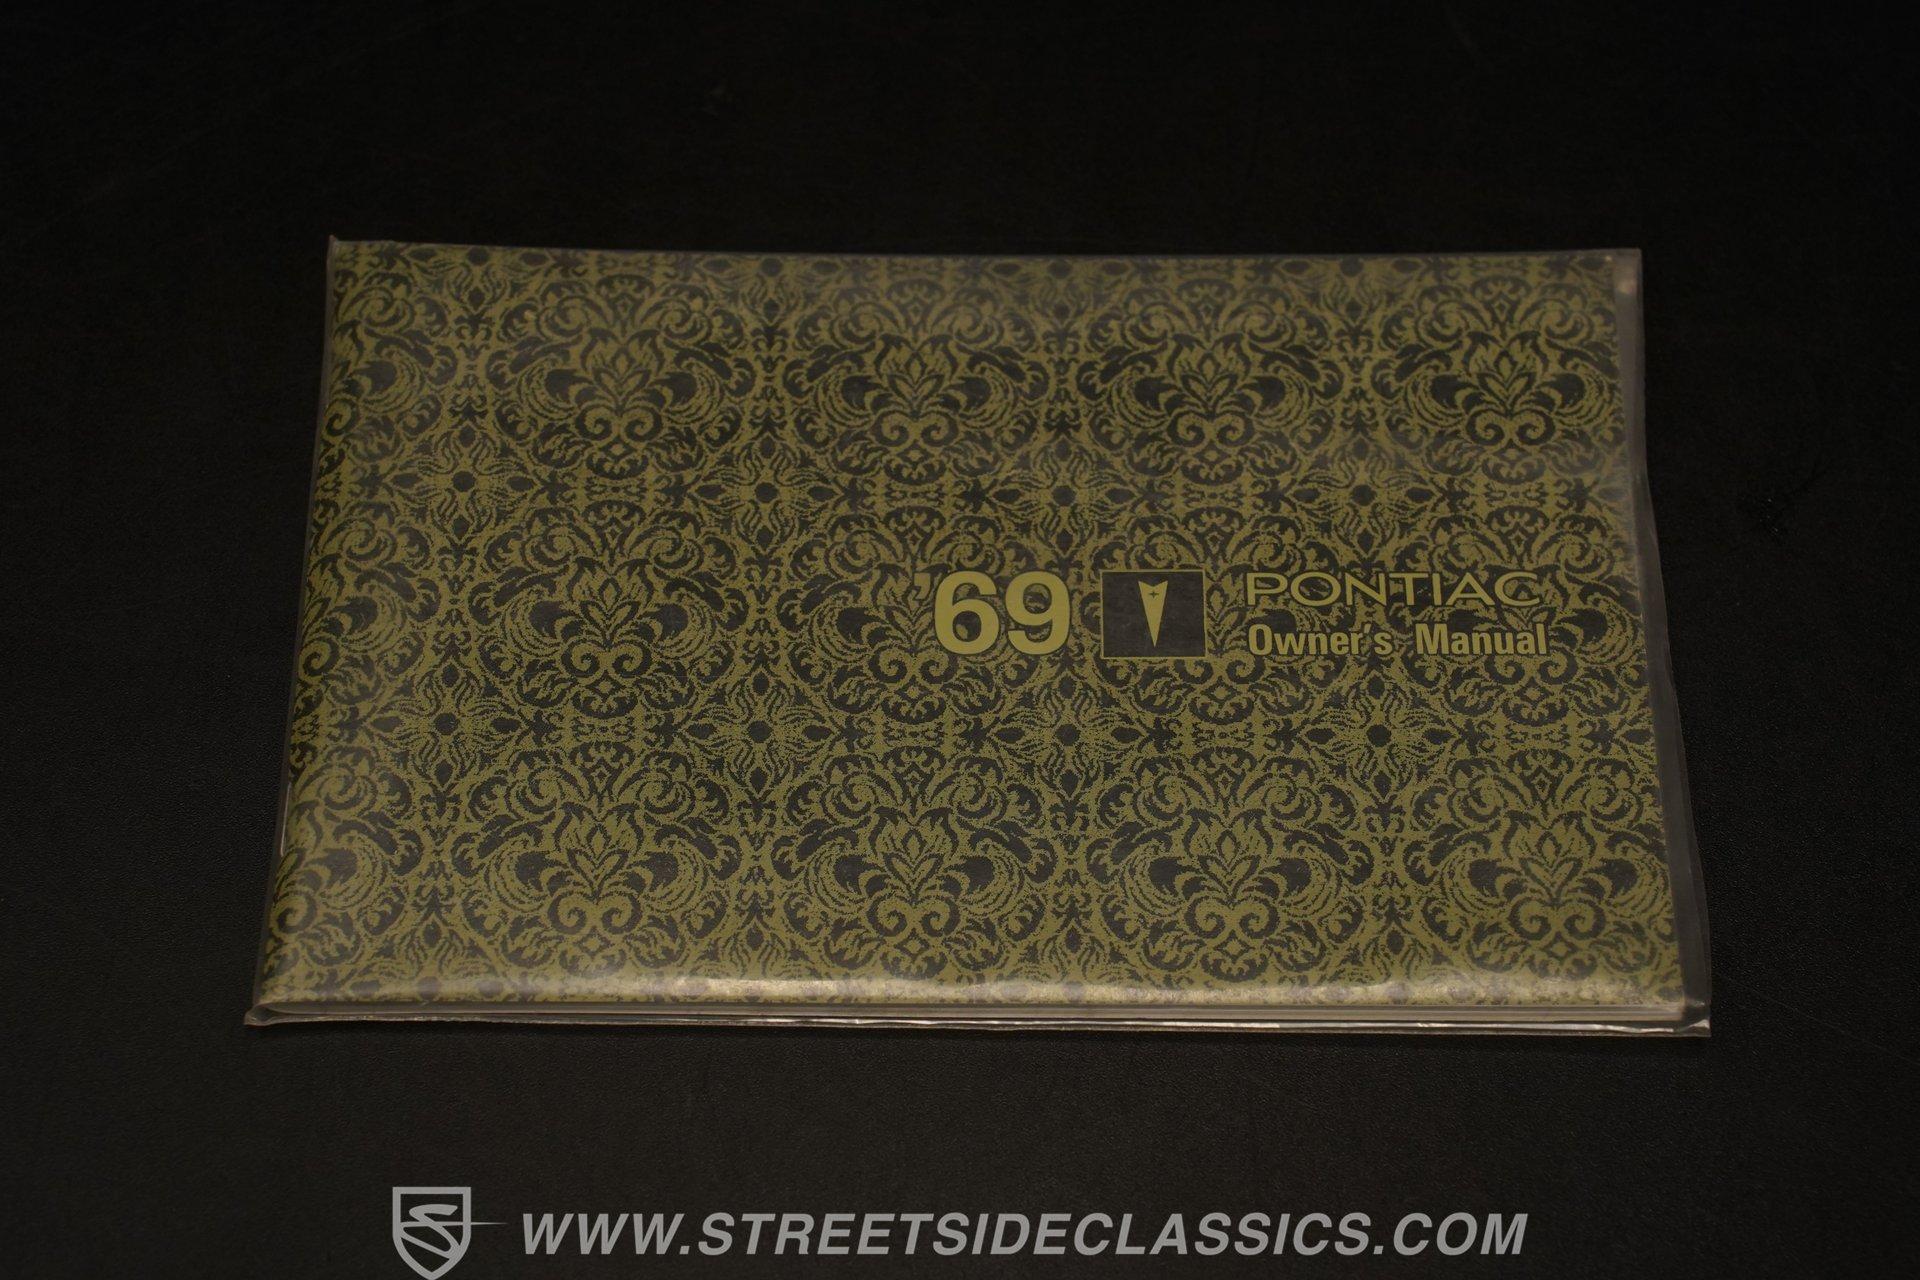 '69 PONTIAC
Owner's Manual
WWW.STREETSIDECLASSICS.COM